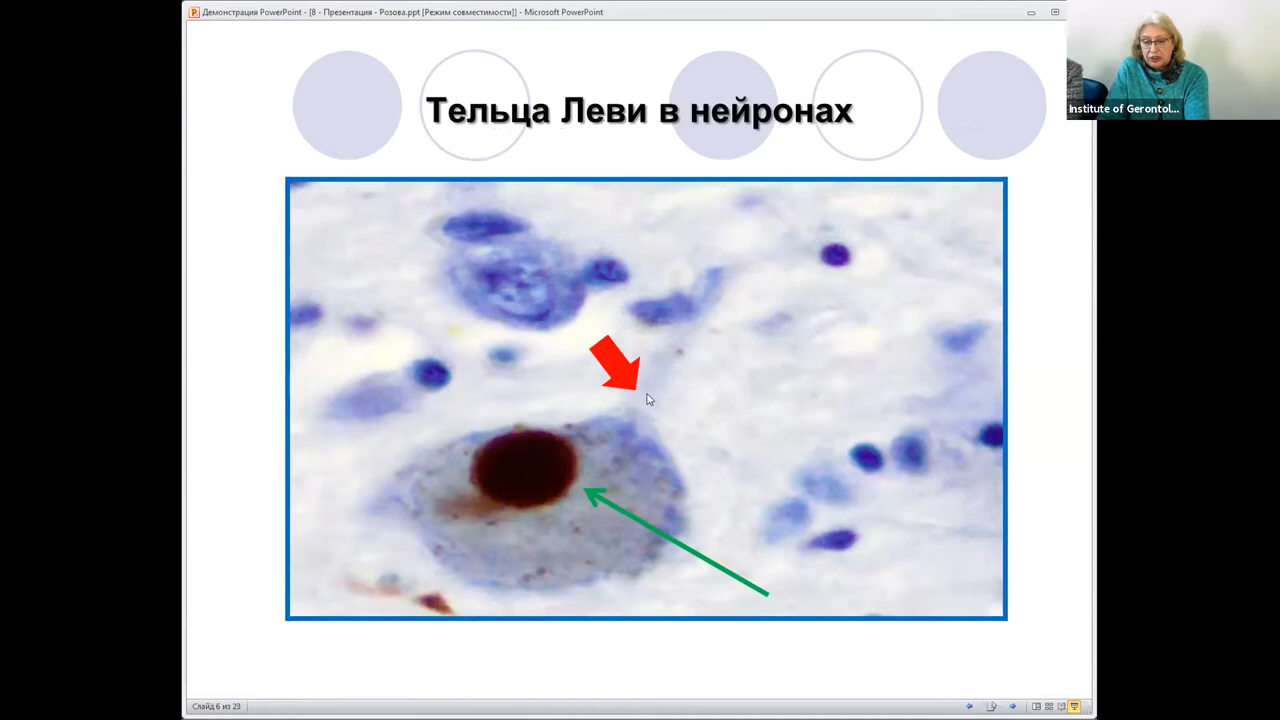 Демонстрация PowerPoint - [8 - Презентация - Розова.ppt [Режим совместимости]] - Microsoft PowerPoint
Institute of Gerontol...
Тельца Леви в нейронах
Слайд 6 из 23